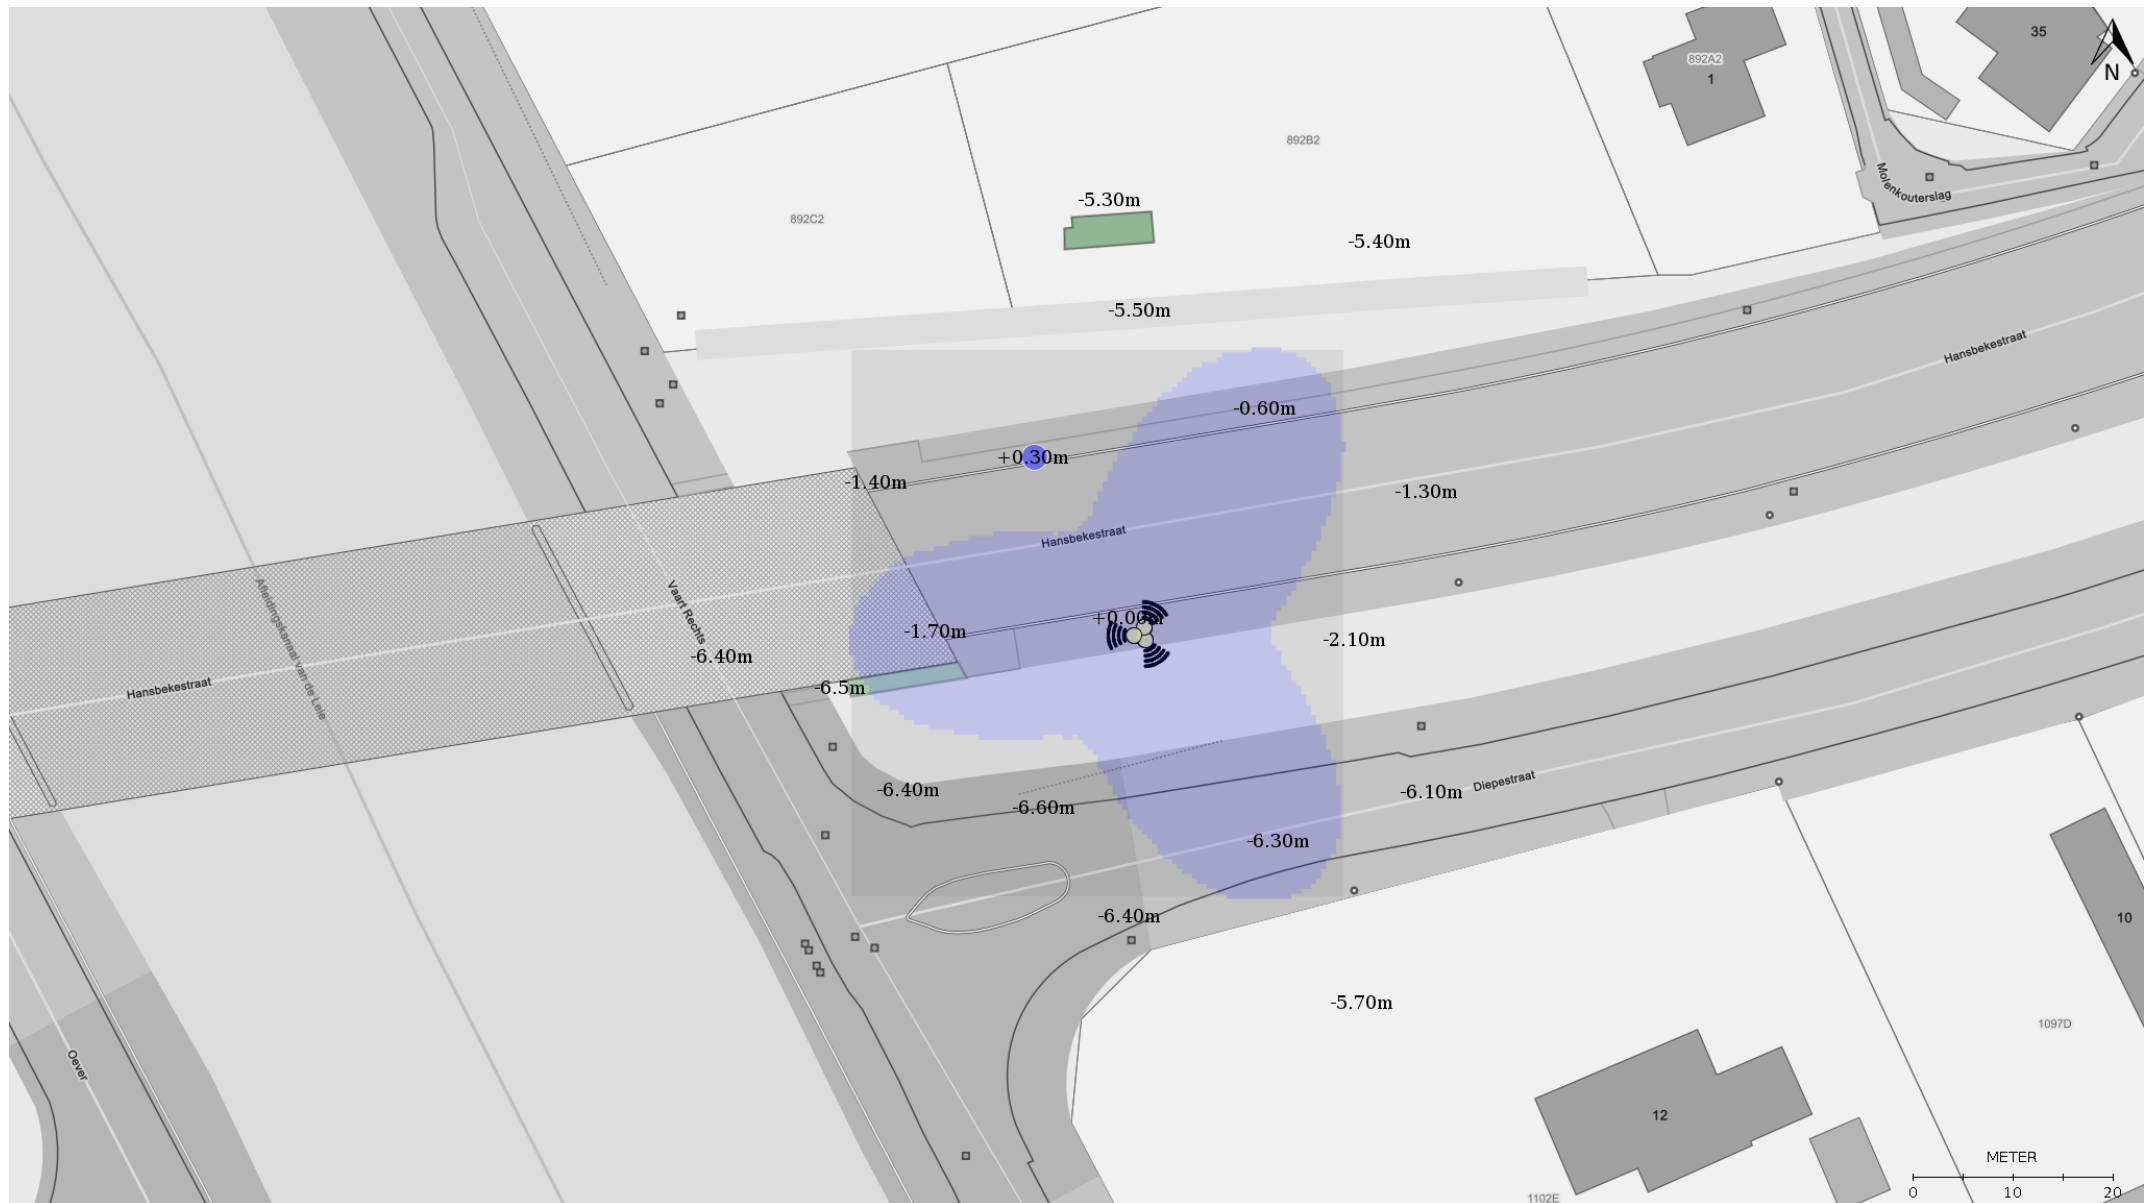 35
892A2
1
N
892B2
Molenkouterslag
-5.30m
892C2
-5.40m
-5.50m
Hansbekestraat
-0.60m
+0.30m
-1.40m
-1.30m
Hansbekestraat
Afleidingskanaal van de Leie
Vaart Rechts
+0.00m
-1.70m
-2.10m
-6.40m
Hansbekestraat
-6.5m
-6.40m
-6.60m
-6.10m
Diepestraat
-6.30m
-6.40m
10
-5.70m
1097D
Oever
12
METER
0
10
20
1102E